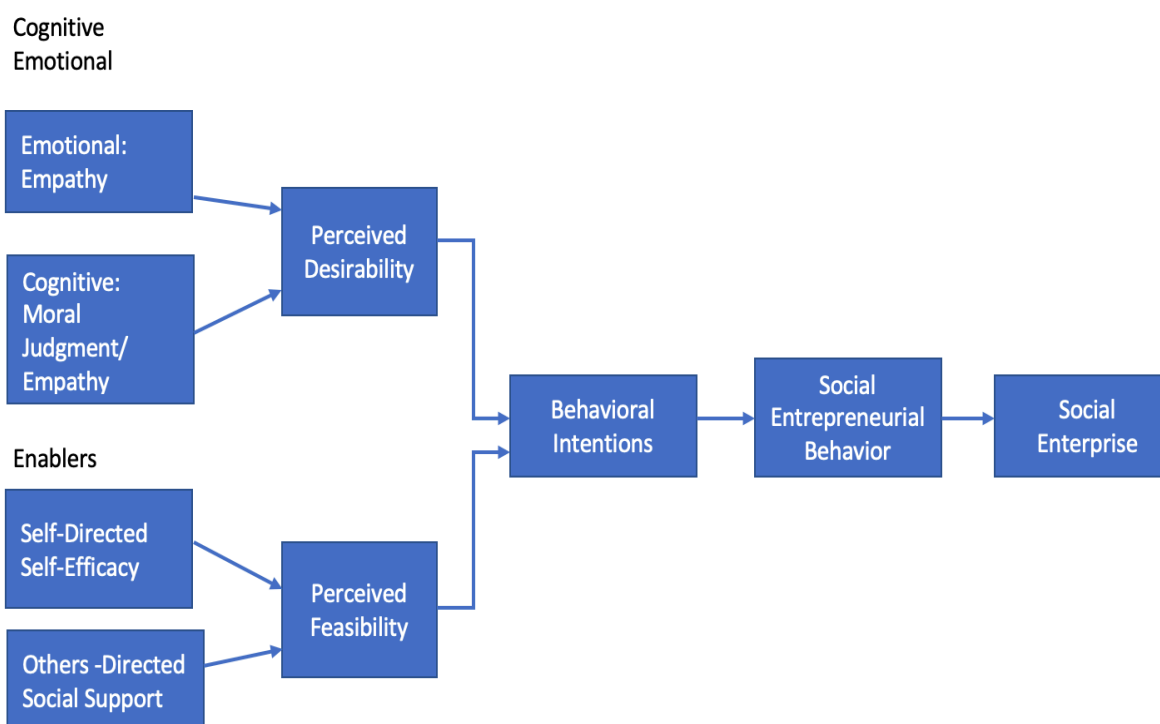 Cognitive
Emotional
Emotional:
Empathy
Cognitive:
Moral
Judgment/
Empathy
Perceived
Desirability
Enablers
Self-Directed
Self-Efficacy
Others -Directed
Social Support
Perceived
Feasibility
Behavioral
Intentions
Social
Entrepreneurial
Behavior
Social
Enterprise